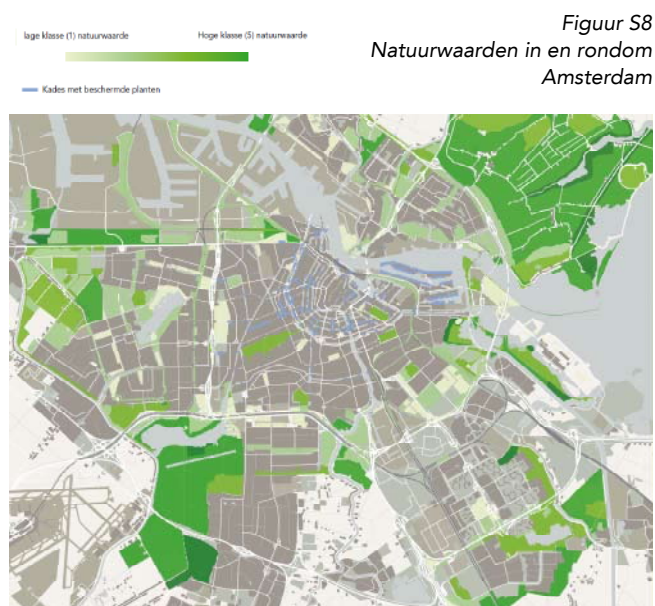 Figuur S8
Natuurwaarden in en rondom
Amsterdam
lage klasse (1) natuurwaarde
Hoge klasse (5) natuurwaarde
Kades met beschermde planten